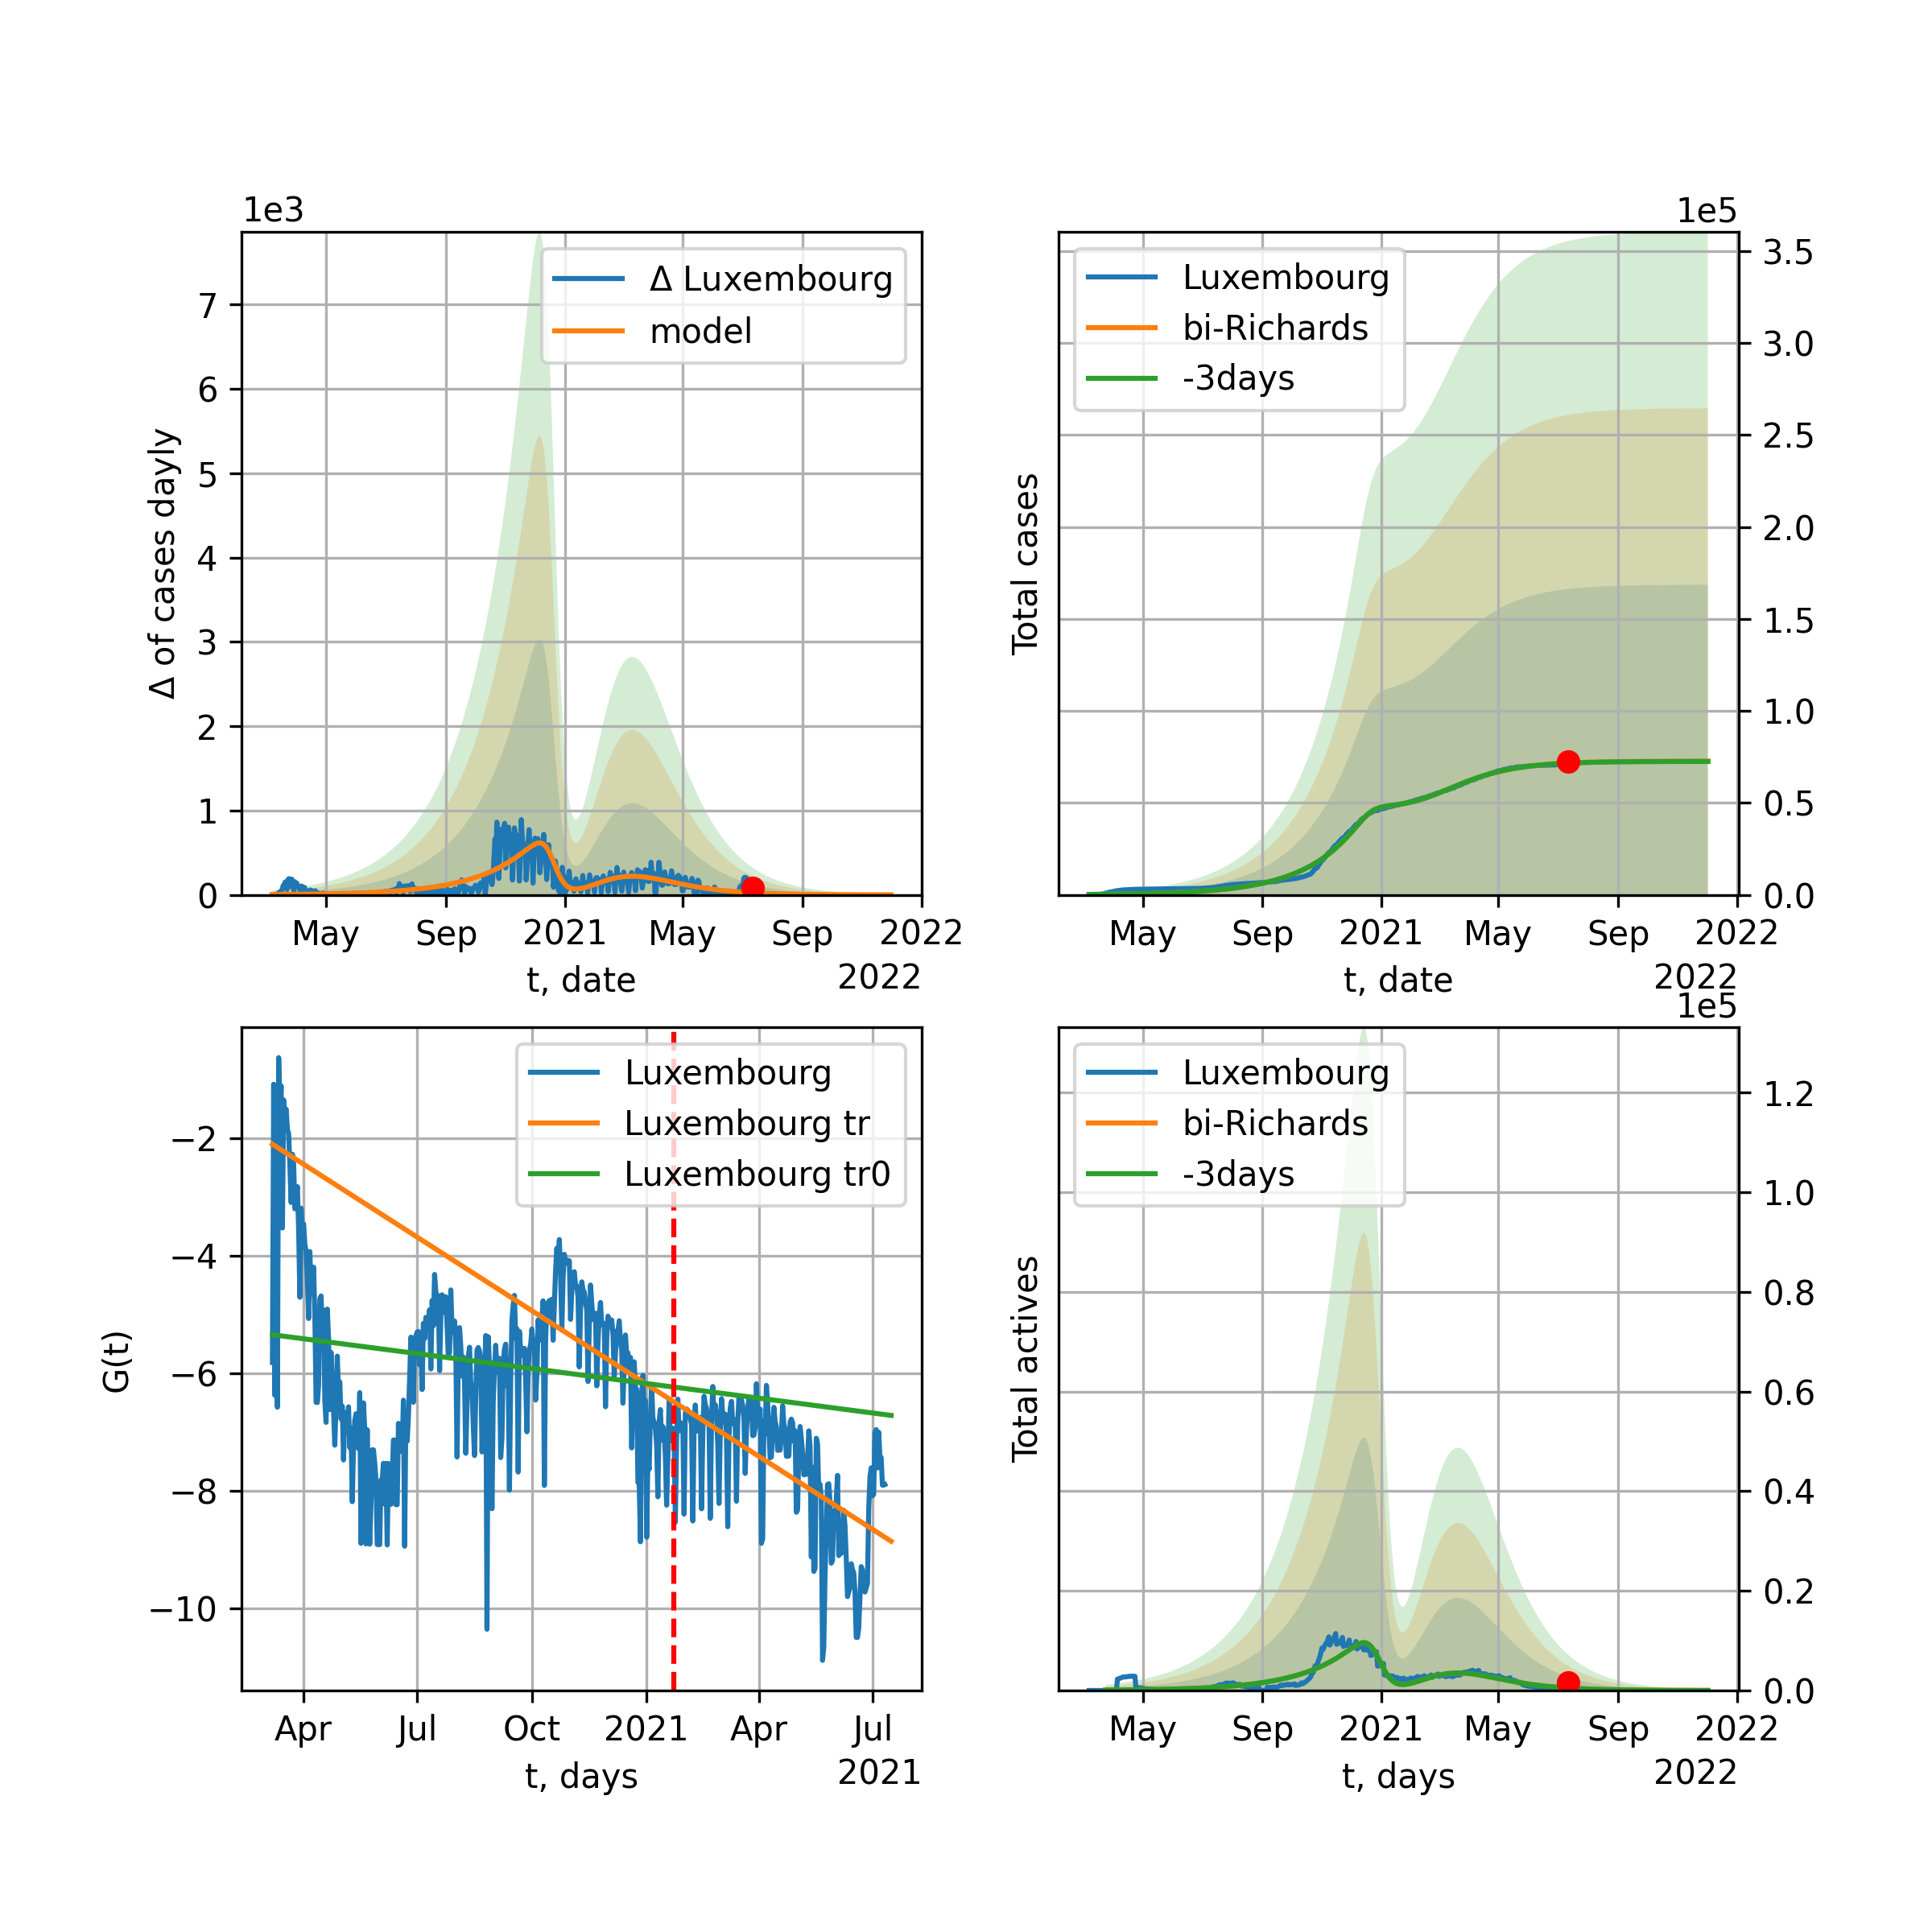 1e3
Δ Luxembourg
model
7
6
5
4
3
2
1
0
Δ of cases dayly
May Sep 2021 May Sep 2022
t, date
2022
1e5
Luxembourg
bi-Richards
-3days
3.5
3.0
2.5
2.0
1.5
1.0
0.5
0.0
Total cases
May Sep 2021 May Sep 2022
t, date
2022
Luxembourg
Luxembourg tr
Luxembourg tr0
−2
−4
−6
−8
−10
G(t)
Apr Jul Oct 2021 Apr Jul
t, days
2021
1e5
Luxembourg
bi-Richards
-3days
1.2
1.0
0.8
0.6
0.4
0.2
0.0
Total actives
May Sep 2021 May Sep 2022
t, days
2022